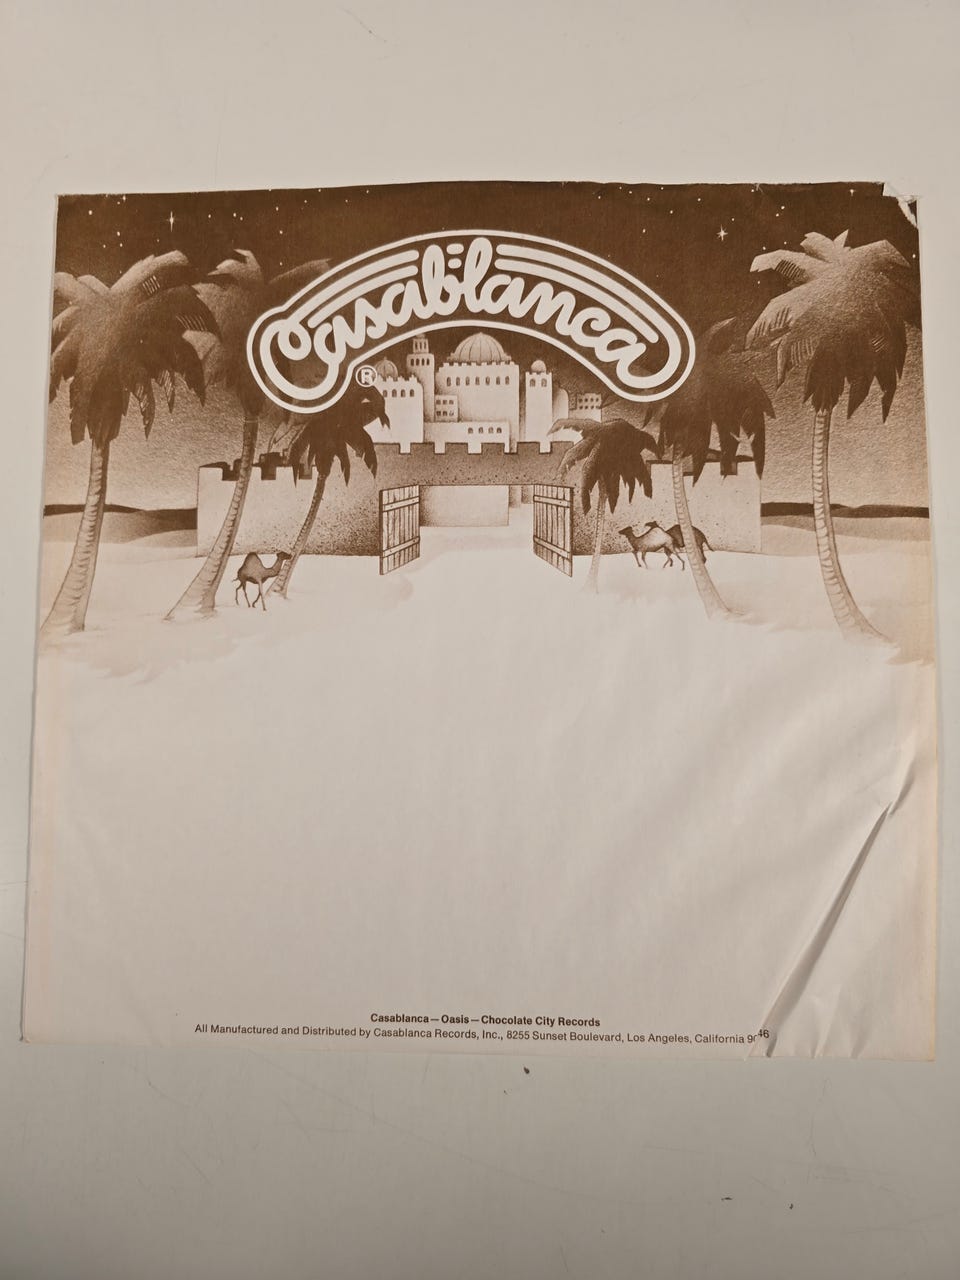 Casablanca
®
Casablanca—Oasis—Chocolate City Records
All Manufactured and Distributed by Casablanca Records, Inc., 8255 Sunset Boulevard, Los Angeles, California